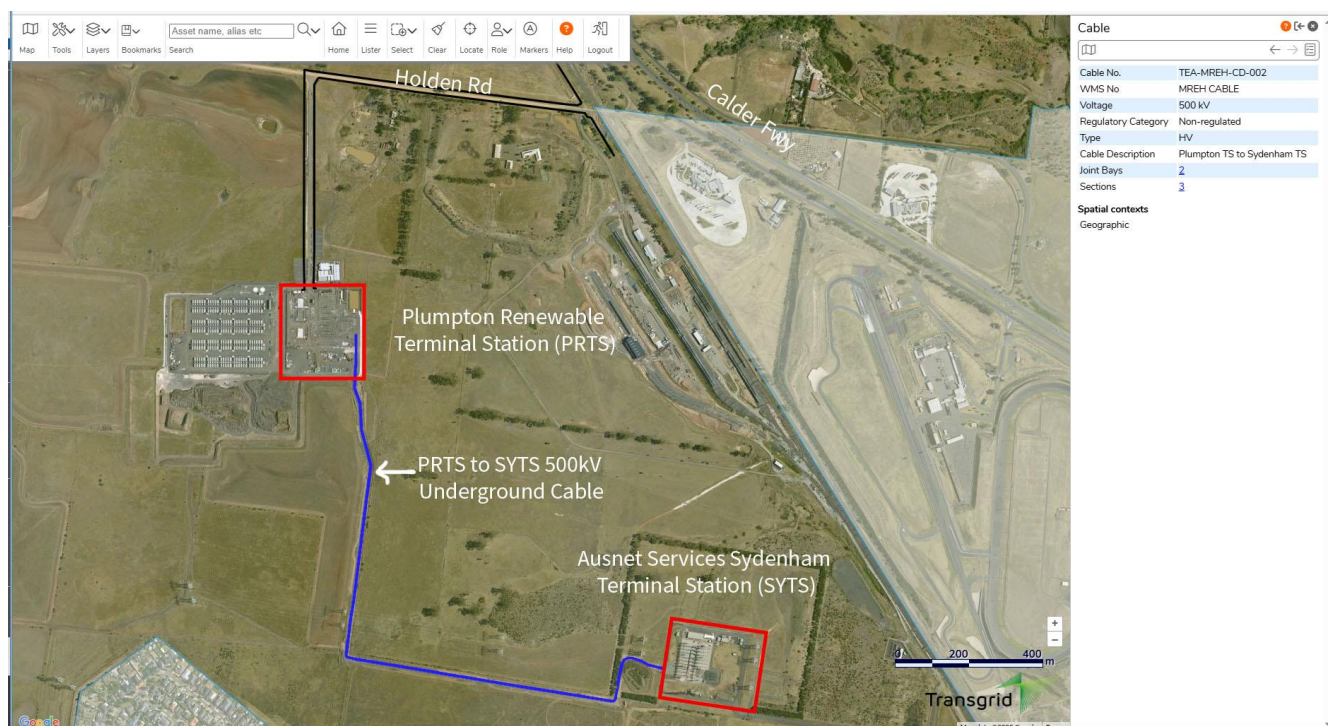 Asset name, alias etc
Map Tools Layers Bookmarks Search Home Lister Select Clear Locate Role Markers Help Logout
Holden Rd
Calder Fwy
Plumpton Renewable
Terminal Station (PRTS)
PRTS to SYTS 500kV
Underground Cable
Ausnet Services Sydenham
Terminal Station (SYTS)
0 200 400 m
Transgrid
Google
Cable
Cable No. TEA-MREH-CD-002
WMS No MREH CABLE
Voltage 500 kV
Regulatory Category Non-regulated
Type HV
Cable Description Plumpton TS to Sydenham TS
Joint Bays 2
Sections 3
Spatial contexts
Geographic